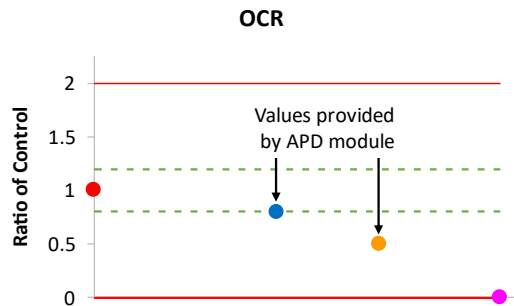 OCR
Ratio of Control
2
1.5
1
0.5
0
Values provided
by APD module